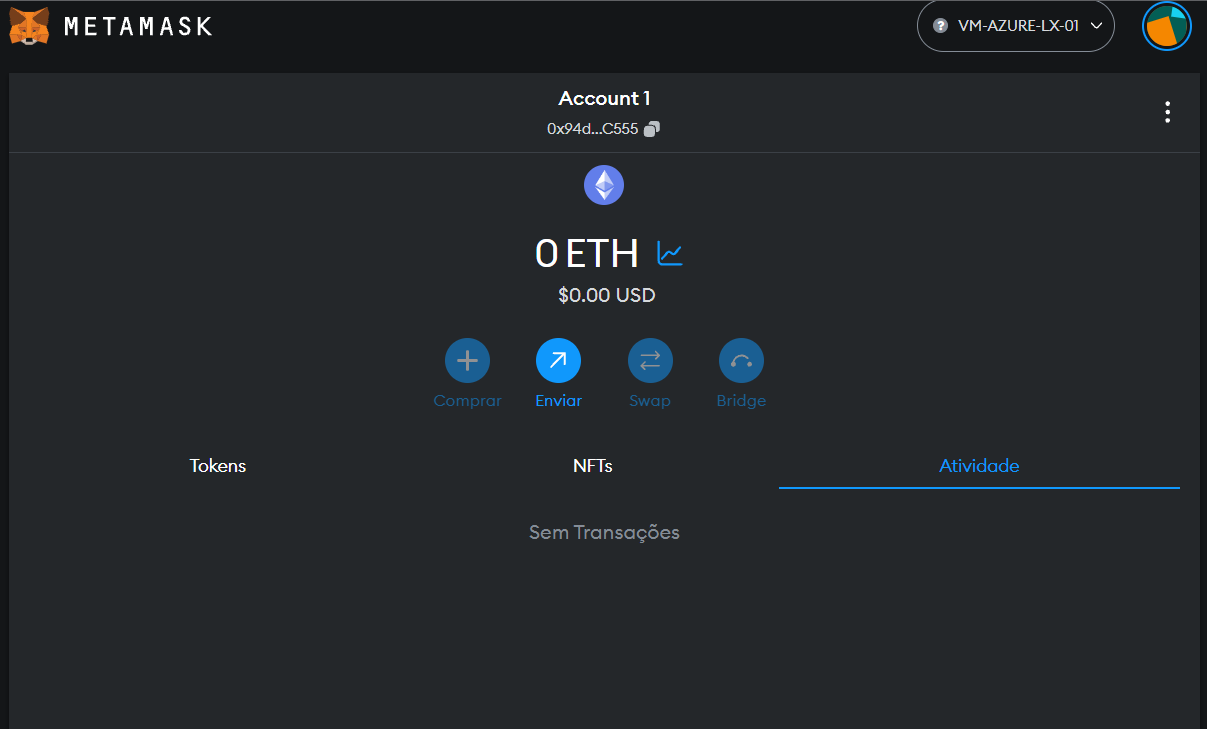 METAMASK
? VM-AZURE-LX-01
Account 1
0x94d...C555
0 ETH
$0.00 USD
Comprar Enviar Swap Bridge
Tokens NFTs Atividade
Sem Transações